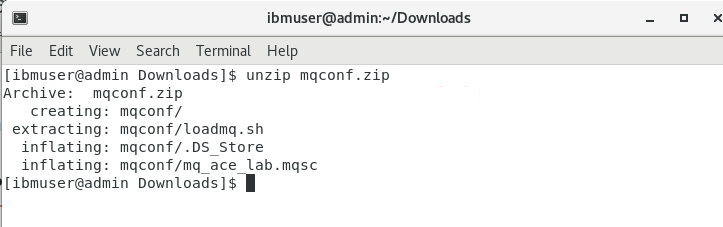 ibmuser@admin:~/Downloads
File Edit View Search Terminal Help
[ibmuser@admin Downloads]$ unzip mqconf.zip
Archive:  mqconf.zip
   creating: mqconf/
 extracting: mqconf/loadmq.sh
  inflating: mqconf/.DS_Store
  inflating: mqconf/mq_ace_lab.mqsc
[ibmuser@admin Downloads]$